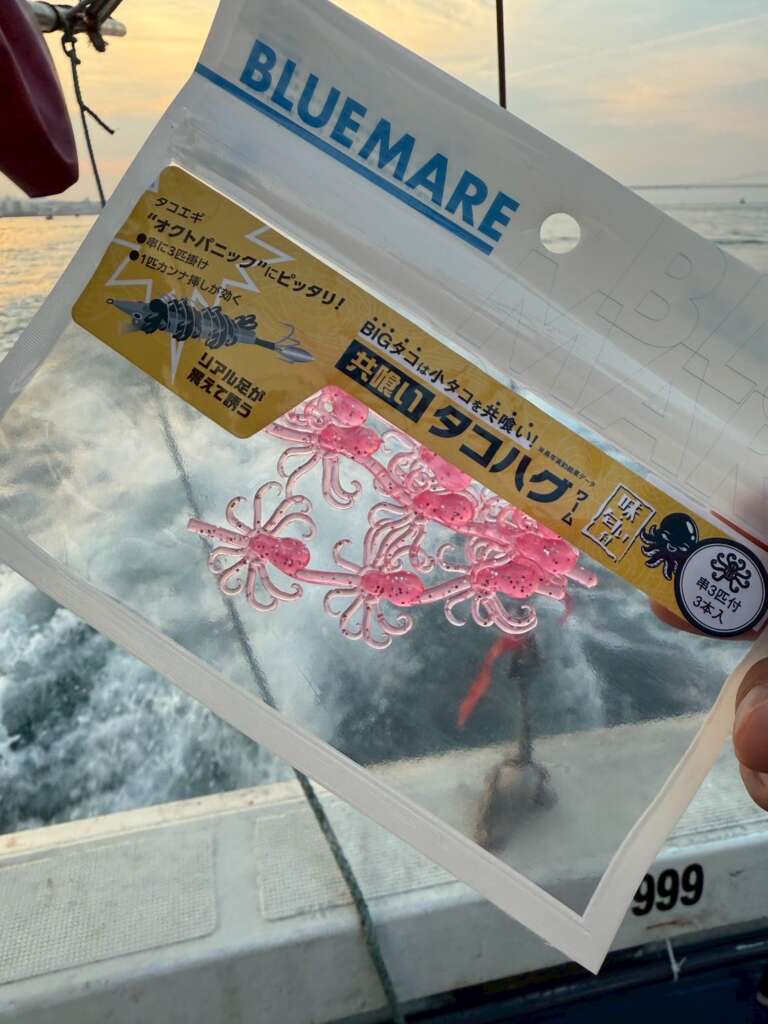 BLUEMARE
タコエギ
"オクトパニック"にピッタリ！
●串に3匹掛け
●1匹カンナ挿しが効く
リアル足が
震えて誘う
BIGタコは小タコを共喰い！
共喰いタコハグワーム
串3匹付
3本入
999